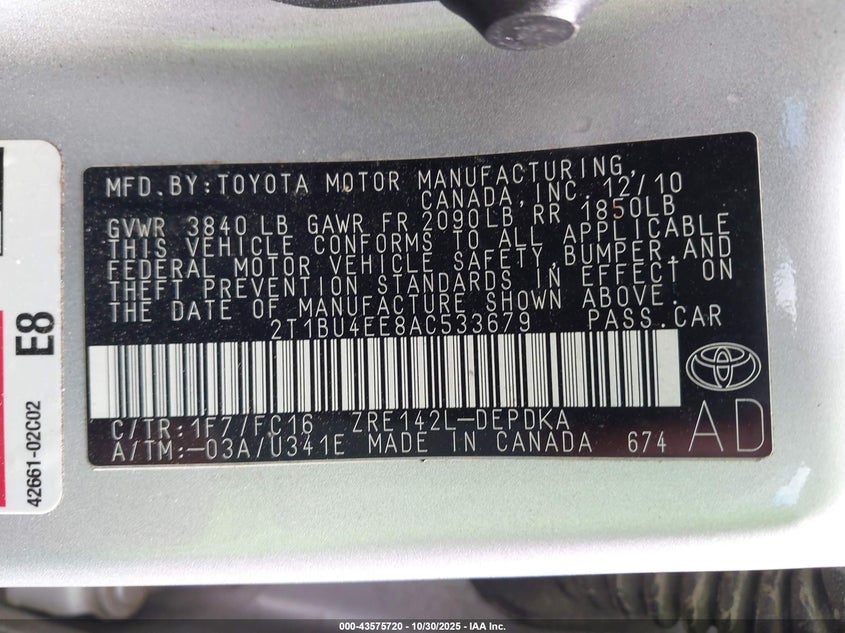 MFD.BY:TOYOTA MOTOR MANUFACTURING,
CANADA,INC. 12/10
GVWR 3840 LB GAWR FR 2090LB RR 1850LB
THIS VEHICLE CONFORMS TO ALL APPLICABLE
FEDERAL MOTOR VEHICLE SAFETY,BUMPER,AND
THEFT PREVENTION STANDARDS IN EFFECT ON
THE DATE OF MANUFACTURE SHOWN ABOVE.
2T1BU4EE8AC533679 PASS.CAR
C/TR:1F7/FC16 ZRE142L-DEPDKA
A/TM:-03A/U341E MADE IN CANADA 674
AD
E8
42661-02C02
000-43575720 • 10/30/2025 • IAA Inc.